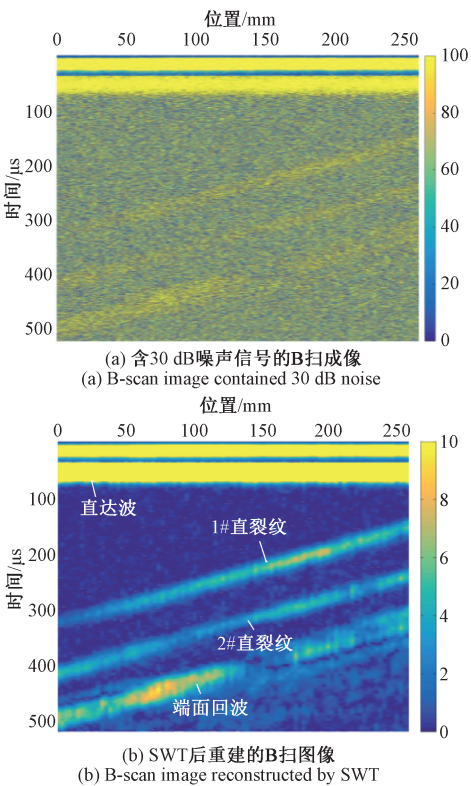 位置/mm
0 50 100 150 200 250
100
200
300
400
500
时间/μs
100
80
60
40
20
0
(a) 含30 dB噪声信号的B扫成像
(a) B-scan image contained 30 dB noise
位置/mm
0 50 100 150 200 250
100
200
300
400
500
时间/μs
直达波
1#直裂纹
2#直裂纹
端面回波
10
8
6
4
2
0
(b) SWT后重建的B扫图像
(b) B-scan image reconstructed by SWT